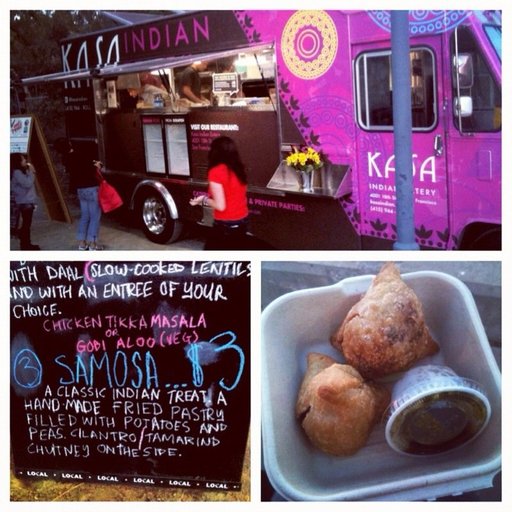 KASA INDIAN
VISIT OUR RESTAURANT:
& PRIVATE PARTIES:
KASA
INDIAN EATERY
WITH DAAL (SLOW-COOKED LENTILS
AND WITH AN ENTREE OF YOUR
CHOICE.
CHICKEN TIKKA MASALA
OR
GOBI ALOO (VEG)
3 SAMOSA...$3
A CLASSIC INDIAN TREAT, A
HAND-MADE FRIED PASTRY
FILLED WITH POTATOES AND
PEAS. CILANTRO/TAMARIND
CHUTNEY ON THE SIDE.
LOCAL • LOCAL • LOCAL • LOCAL • LOCAL • LOCAL